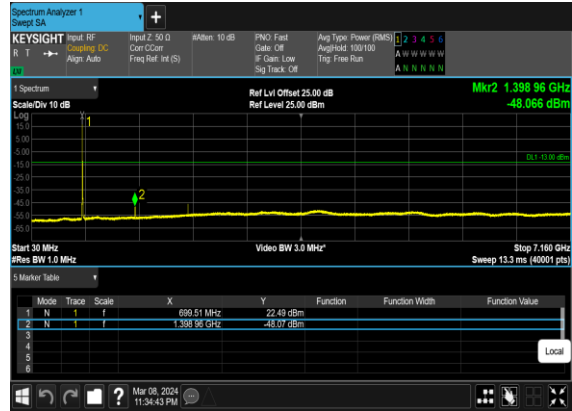 Spectrum Analyzer 1
Swept SA
KEYSIGHT Input: RF Input Z: 50 Ω #Atten: 10 dB PNO: Fast Avg Type: Power (RMS) 1 2 3 4 5 6
R T Coupling: DC Corr CCorr Gate: Off Avg|Hold: 100/100 A W W W W W
Align: Auto Freq Ref: Int (S) IF Gain: Low Trig: Free Run
Sig Track: Off A N N N N N
1 Spectrum Ref Lvl Offset 25.00 dB Mkr2 1.398 96 GHz
Scale/Div 10 dB Ref Level 25.00 dBm -48.066 dBm
Log
15.0
5.00
-5.00
-15.0
-25.0
-35.0
-45.0
-55.0
-65.0
1
2
DL1 -13.00 dBm
Start 30 MHz Video BW 3.0 MHz* Stop 7.160 GHz
#Res BW 1.0 MHz Sweep 13.3 ms (40001 pts)
5 Marker Table
Mode Trace Scale X Y Function Function Width Function Value
1 N 1 f 699.51 MHz 22.49 dBm
2 N 1 f 1.398 96 GHz -48.07 dBm
3
4
5
6
Local
? Mar 08, 2024
11:34:43 PM